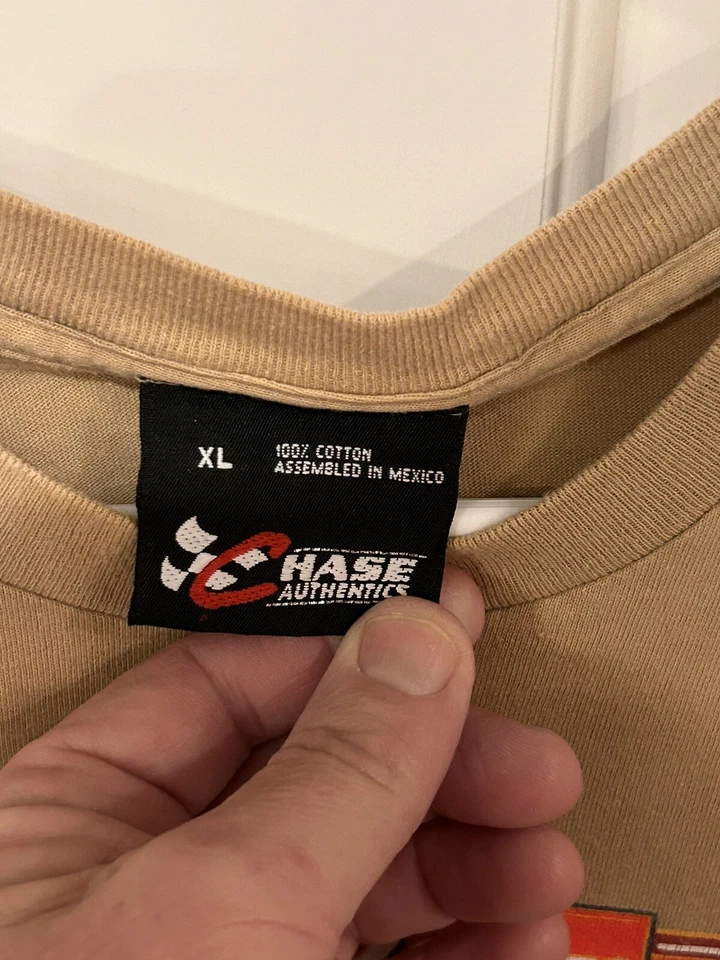 XL
100% COTTON
ASSEMBLED IN MEXICO
CHASE
AUTHENTICS